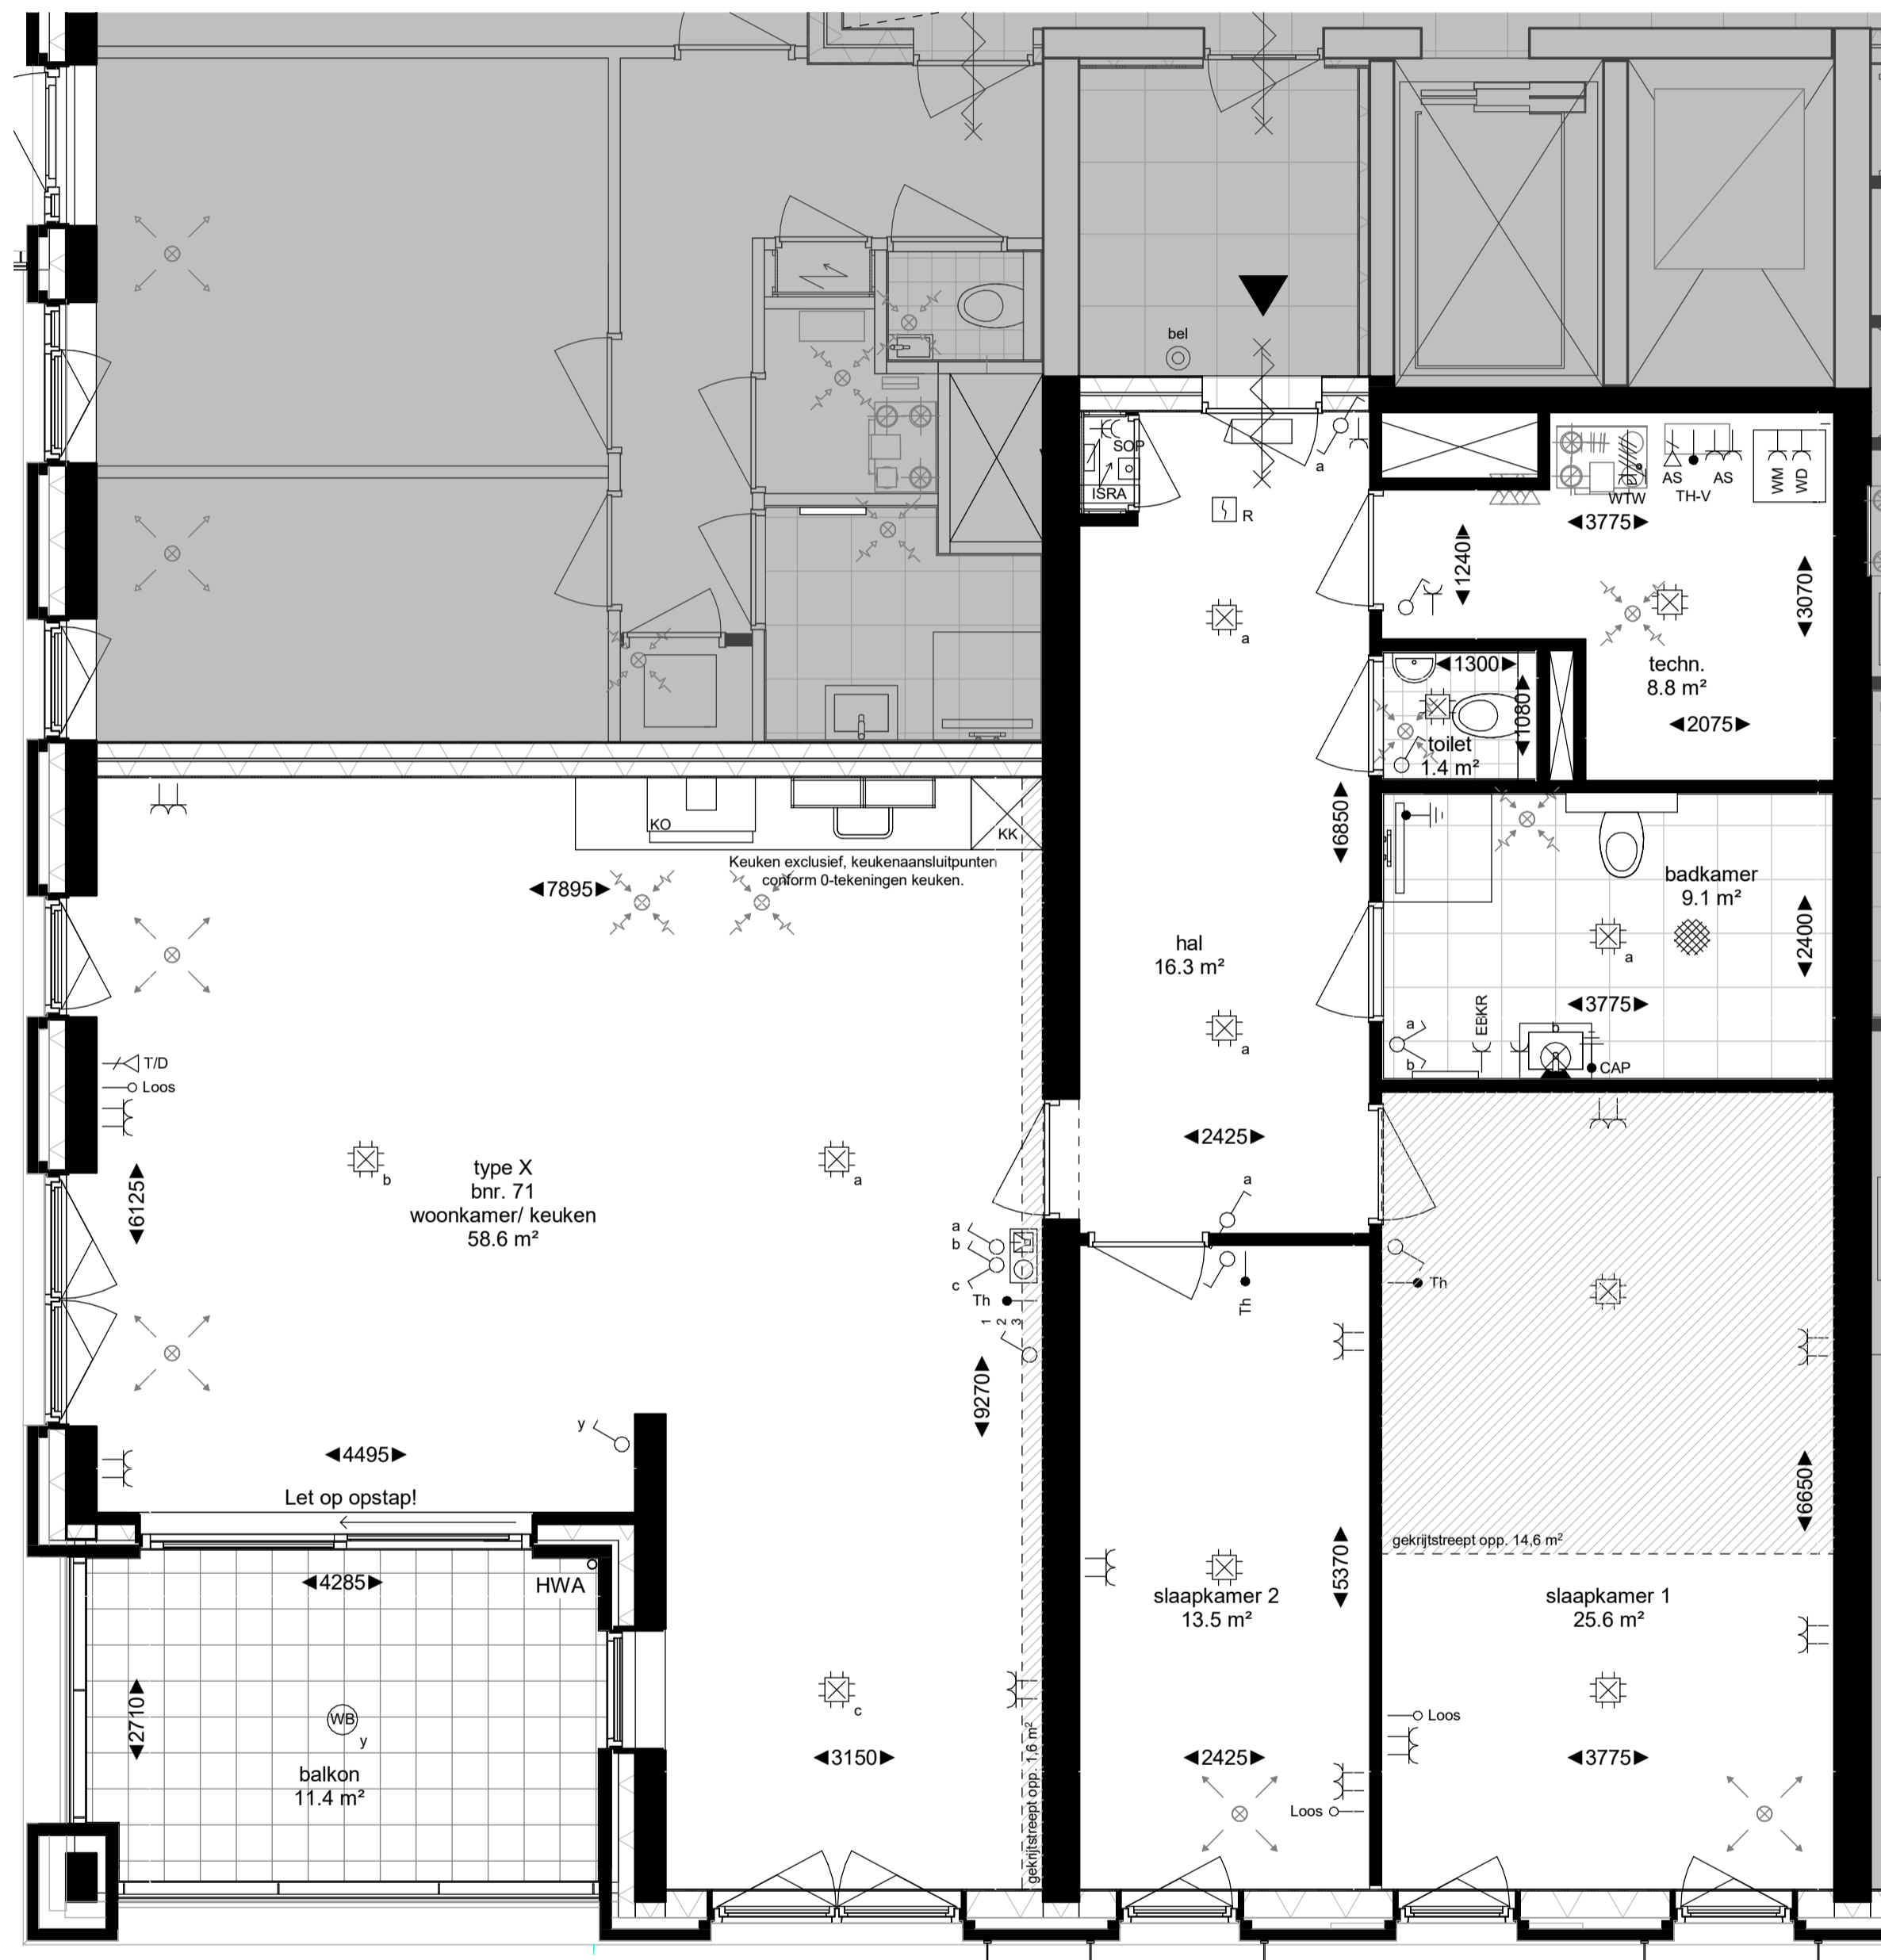 bel
SOP
ISRA
a
R
a
WTW
AS
TH-V
AS
WM
WD
3775
1240
3070
techn.
8.8 m²
2075
1300
1080
toilet
1.4 m²
6850
KO
KK
Keuken exclusief, keukenaansluitpunten
conform 0-tekeningen keuken.
7895
badkamer
9.1 m²
a
2400
3775
EBKR
a
b
b
CAP
hal
16.3 m²
a
2425
a
T/D
Loos
6125
b
a
type X
bnr. 71
woonkamer/ keuken
58.6 m²
a
b
c
Th
1
2
3
9270
y
4495
Let op opstap!
4285
HWA
2710
WB
y
balkon
11.4 m²
c
3150
gekrijtstreept opp. 1,6 m²
Th
5370
slaapkamer 2
13.5 m²
2425
Loos
Th
6650
gekrijtstreept opp. 14,6 m²
slaapkamer 1
25.6 m²
Loos
3775